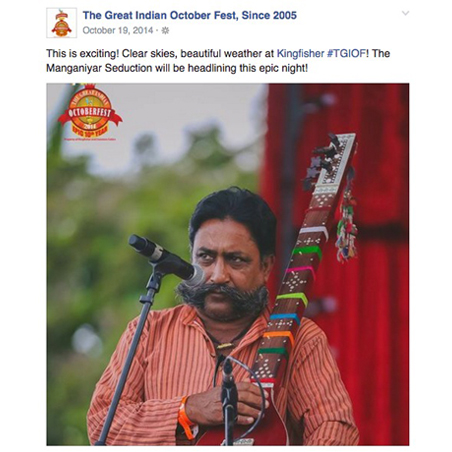 The Great Indian October Fest, Since 2005
October 19, 2014 ·
This is exciting! Clear skies, beautiful weather at Kingfisher #TGIOF! The
Manganiyar Seduction will be headlining this epic night!
OCTOBERFEST